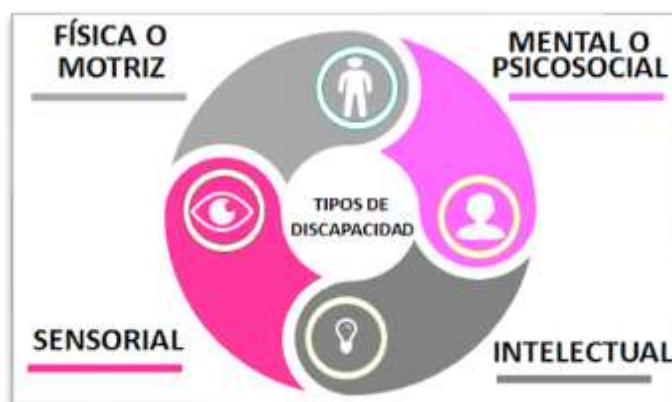 FÍSICA O
MOTRIZ
MENTAL O
PSICOSOCIAL
TIPOS DE
DISCAPACIDAD
SENSORIAL
INTELECTUAL